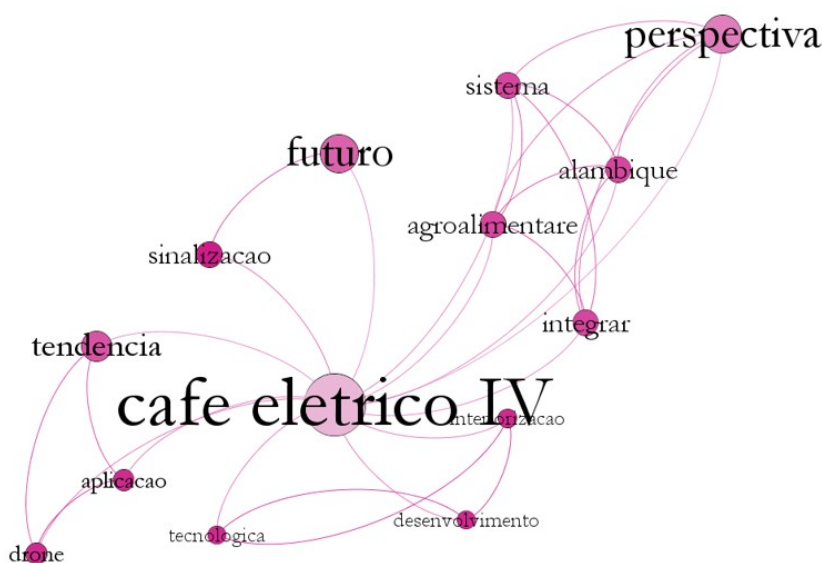 perspectiva
sistema
futuro
alambique
agroalimentare
sinalizacao
integrar
tendencia
cafe eletrico IV
interiorizacao
aplicacao
desenvolvimento
tecnologica
drone